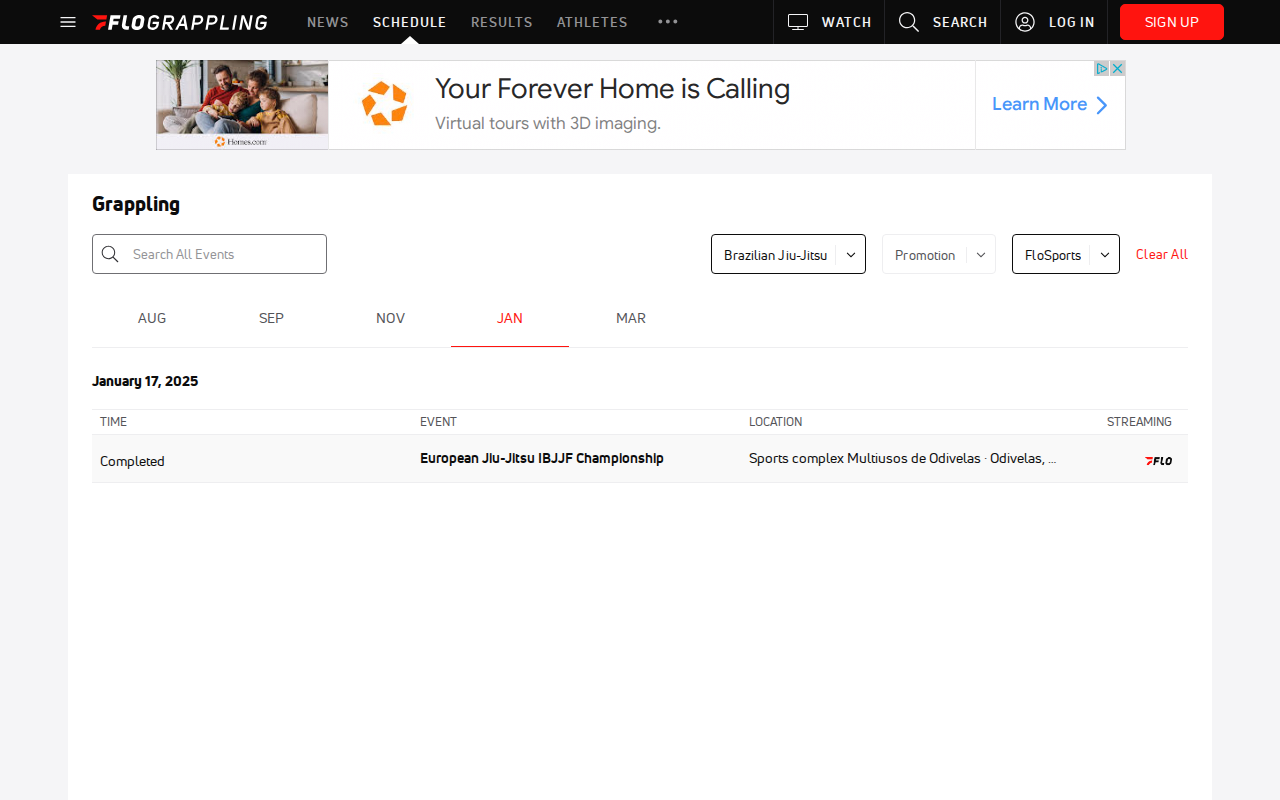 FLOGRAPPLING NEWS SCHEDULE RESULTS ATHLETES ••• WATCH SEARCH LOG IN SIGN UP
Your Forever Home is Calling
Virtual tours with 3D imaging.
Learn More
Homes.com
Grappling
Search All Events Brazilian Jiu-Jitsu Promotion FloSports Clear All
AUG SEP NOV JAN MAR
January 17, 2025
TIME EVENT LOCATION STREAMING
Completed European Jiu-Jitsu IBJJF Championship Sports complex Multiusos de Odivelas · Odivelas, ... FLO